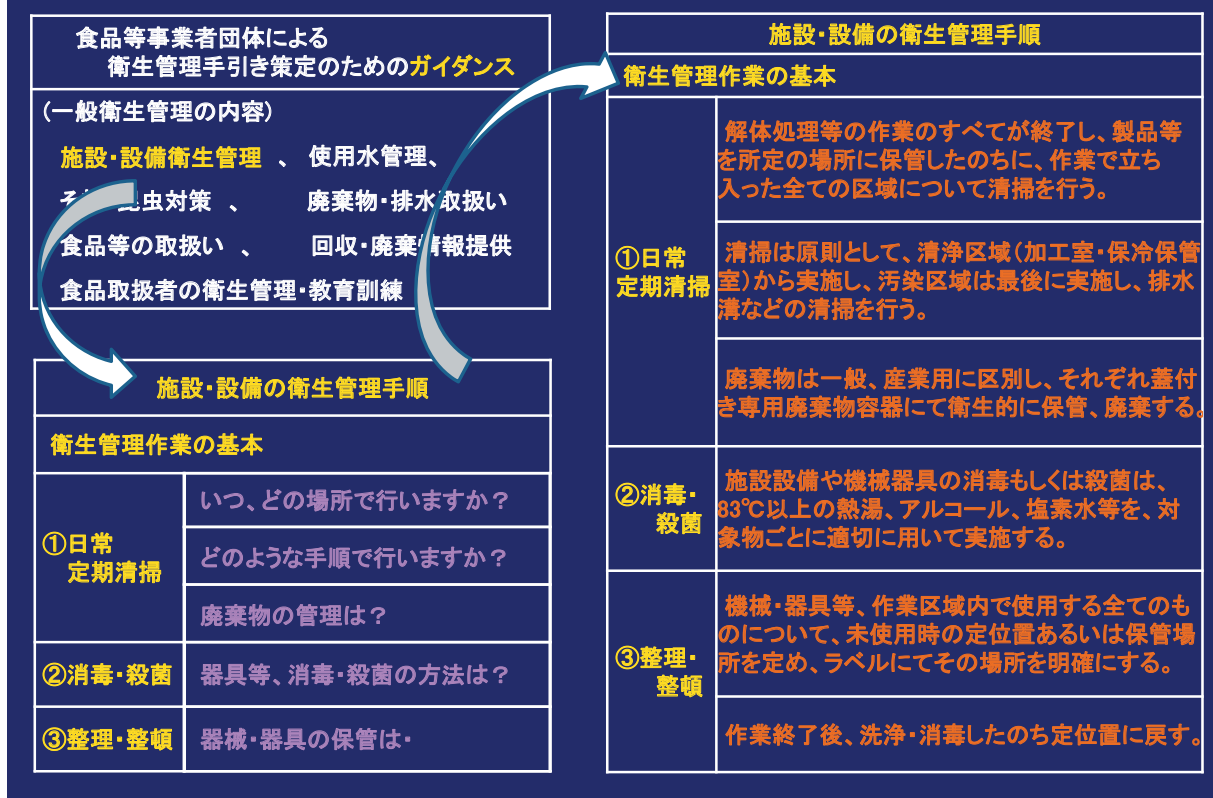 食品等事業者団体による
衛生管理手引き策定のためのガイダンス
(一般衛生管理の内容)
施設・設備衛生管理 、 使用水管理、
そ 昆虫対策 、 廃棄物・排水取扱い
食品等の取扱い 、 回収・廃棄情報提供
食品取扱者の衛生管理・教育訓練
施設・設備の衛生管理手順
衛生管理作業の基本
①日常
定期清掃
いつ、どの場所で行いますか？
どのような手順で行いますか？
廃棄物の管理は？
②消毒・殺菌
器具等、消毒・殺菌の方法は？
③整理・整頓
器械・器具の保管は・
施設・設備の衛生管理手順
衛生管理作業の基本
①日常
定期清掃
解体処理等の作業のすべてが終了し、製品等
を所定の場所に保管したのちに、作業で立ち
入った全ての区域について清掃を行う。
清掃は原則として、清浄区域（加工室・保冷保管
室）から実施し、汚染区域は最後に実施し、排水
溝などの清掃を行う。
廃棄物は一般、産業用に区別し、それぞれ蓋付
き専用廃棄物容器にて衛生的に保管、廃棄する。
②消毒・
殺菌
施設設備や機械器具の消毒もしくは殺菌は、
83℃以上の熱湯、アルコール、塩素水等を、対
象物ごとに適切に用いて実施する。
③整理・
整頓
機械・器具等、作業区域内で使用する全てのも
のについて、未使用時の定位置あるいは保管場
所を定め、ラベルにてその場所を明確にする。
作業終了後、洗浄・消毒したのち定位置に戻す。